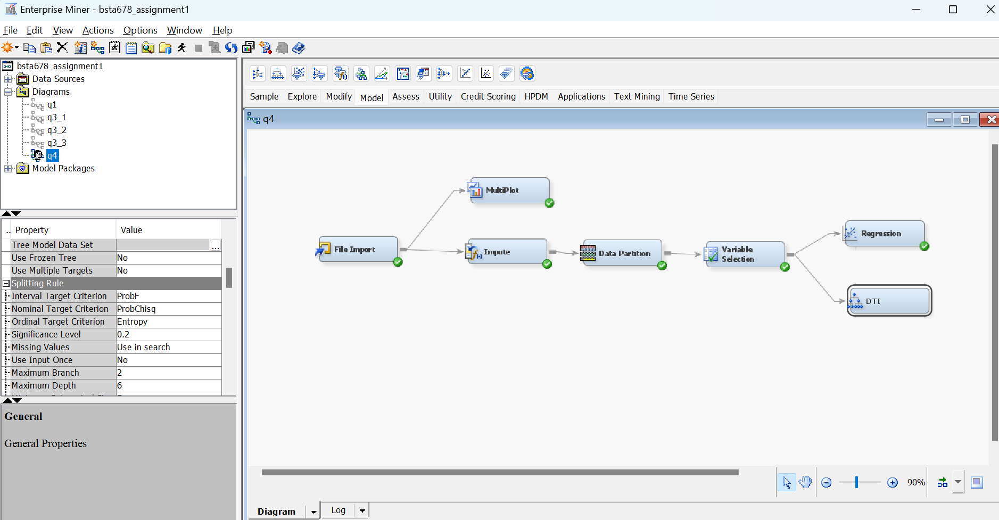 Enterprise Miner - bsta678_assignment1
File Edit View Actions Options Window Help
bsta678_assignment1
Data Sources
Diagrams
q1
q3_1
q3_2
q3_3
q4
Model Packages
.. Property Value
Tree Model Data Set ...
Use Frozen Tree No
Use Multiple Targets No
Splitting Rule
Interval Target Criterion ProbF
Nominal Target Criterion ProbChisq
Ordinal Target Criterion Entropy
Significance Level 0.2
Missing Values Use in search
Use Input Once No
Maximum Branch 2
Maximum Depth 6
General
General Properties
Sample Explore Modify Model Assess Utility Credit Scoring HPDM Applications Text Mining Time Series
q4
MultiPlot
File Import
Impute
Data Partition
Variable
Selection
Regression
DTI
90%
Diagram Log